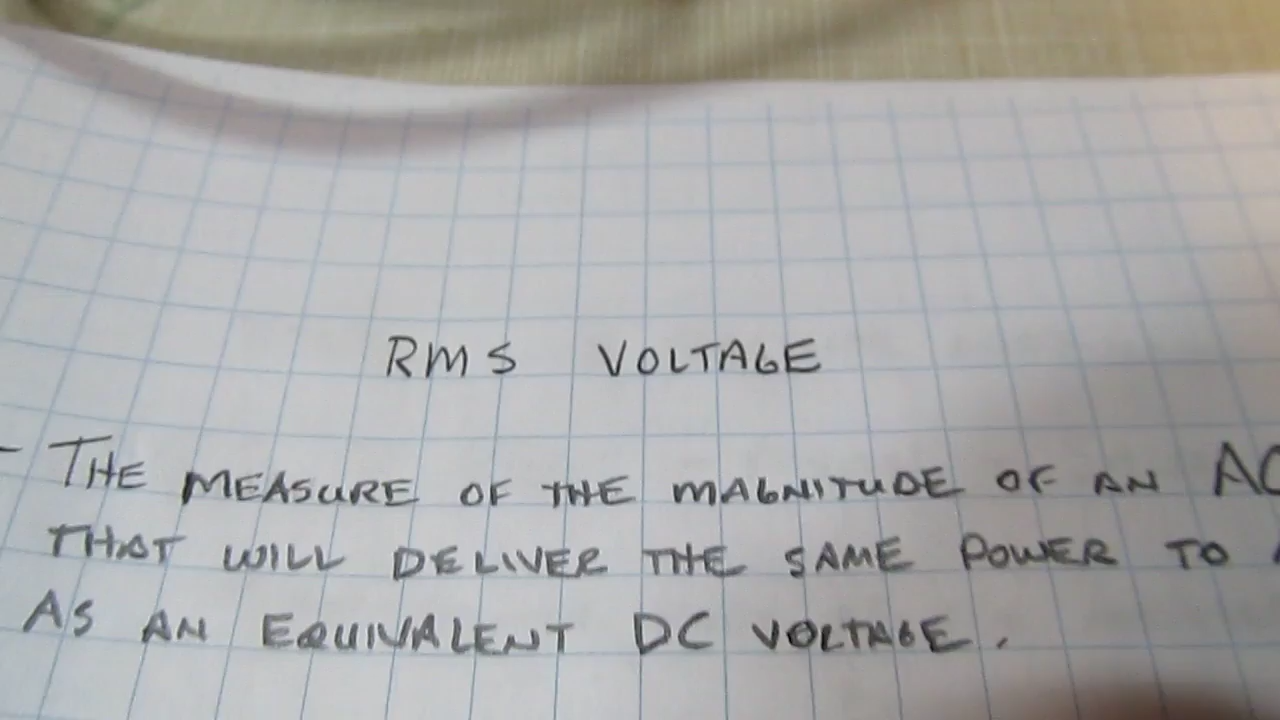 RMS VOLTAGE
- THE MEASURE OF THE MAGNITUDE OF AN AC
THAT WILL DELIVER THE SAME POWER TO
AS AN EQUIVALENT DC VOLTAGE.